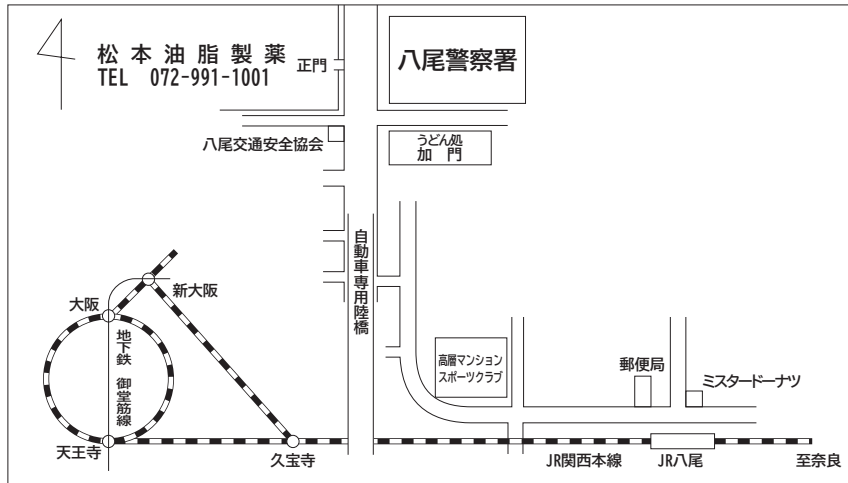 松本油脂製薬
TEL 072-991-1001
正門
八尾警察署
八尾交通安全協会
うどん処
加門
自動車専用陸橋
新大阪
大阪
地下鉄 御堂筋線
高層マンション
スポーツクラブ
郵便局
ミスタードーナツ
天王寺
久宝寺
JR関西本線
JR八尾
至奈良